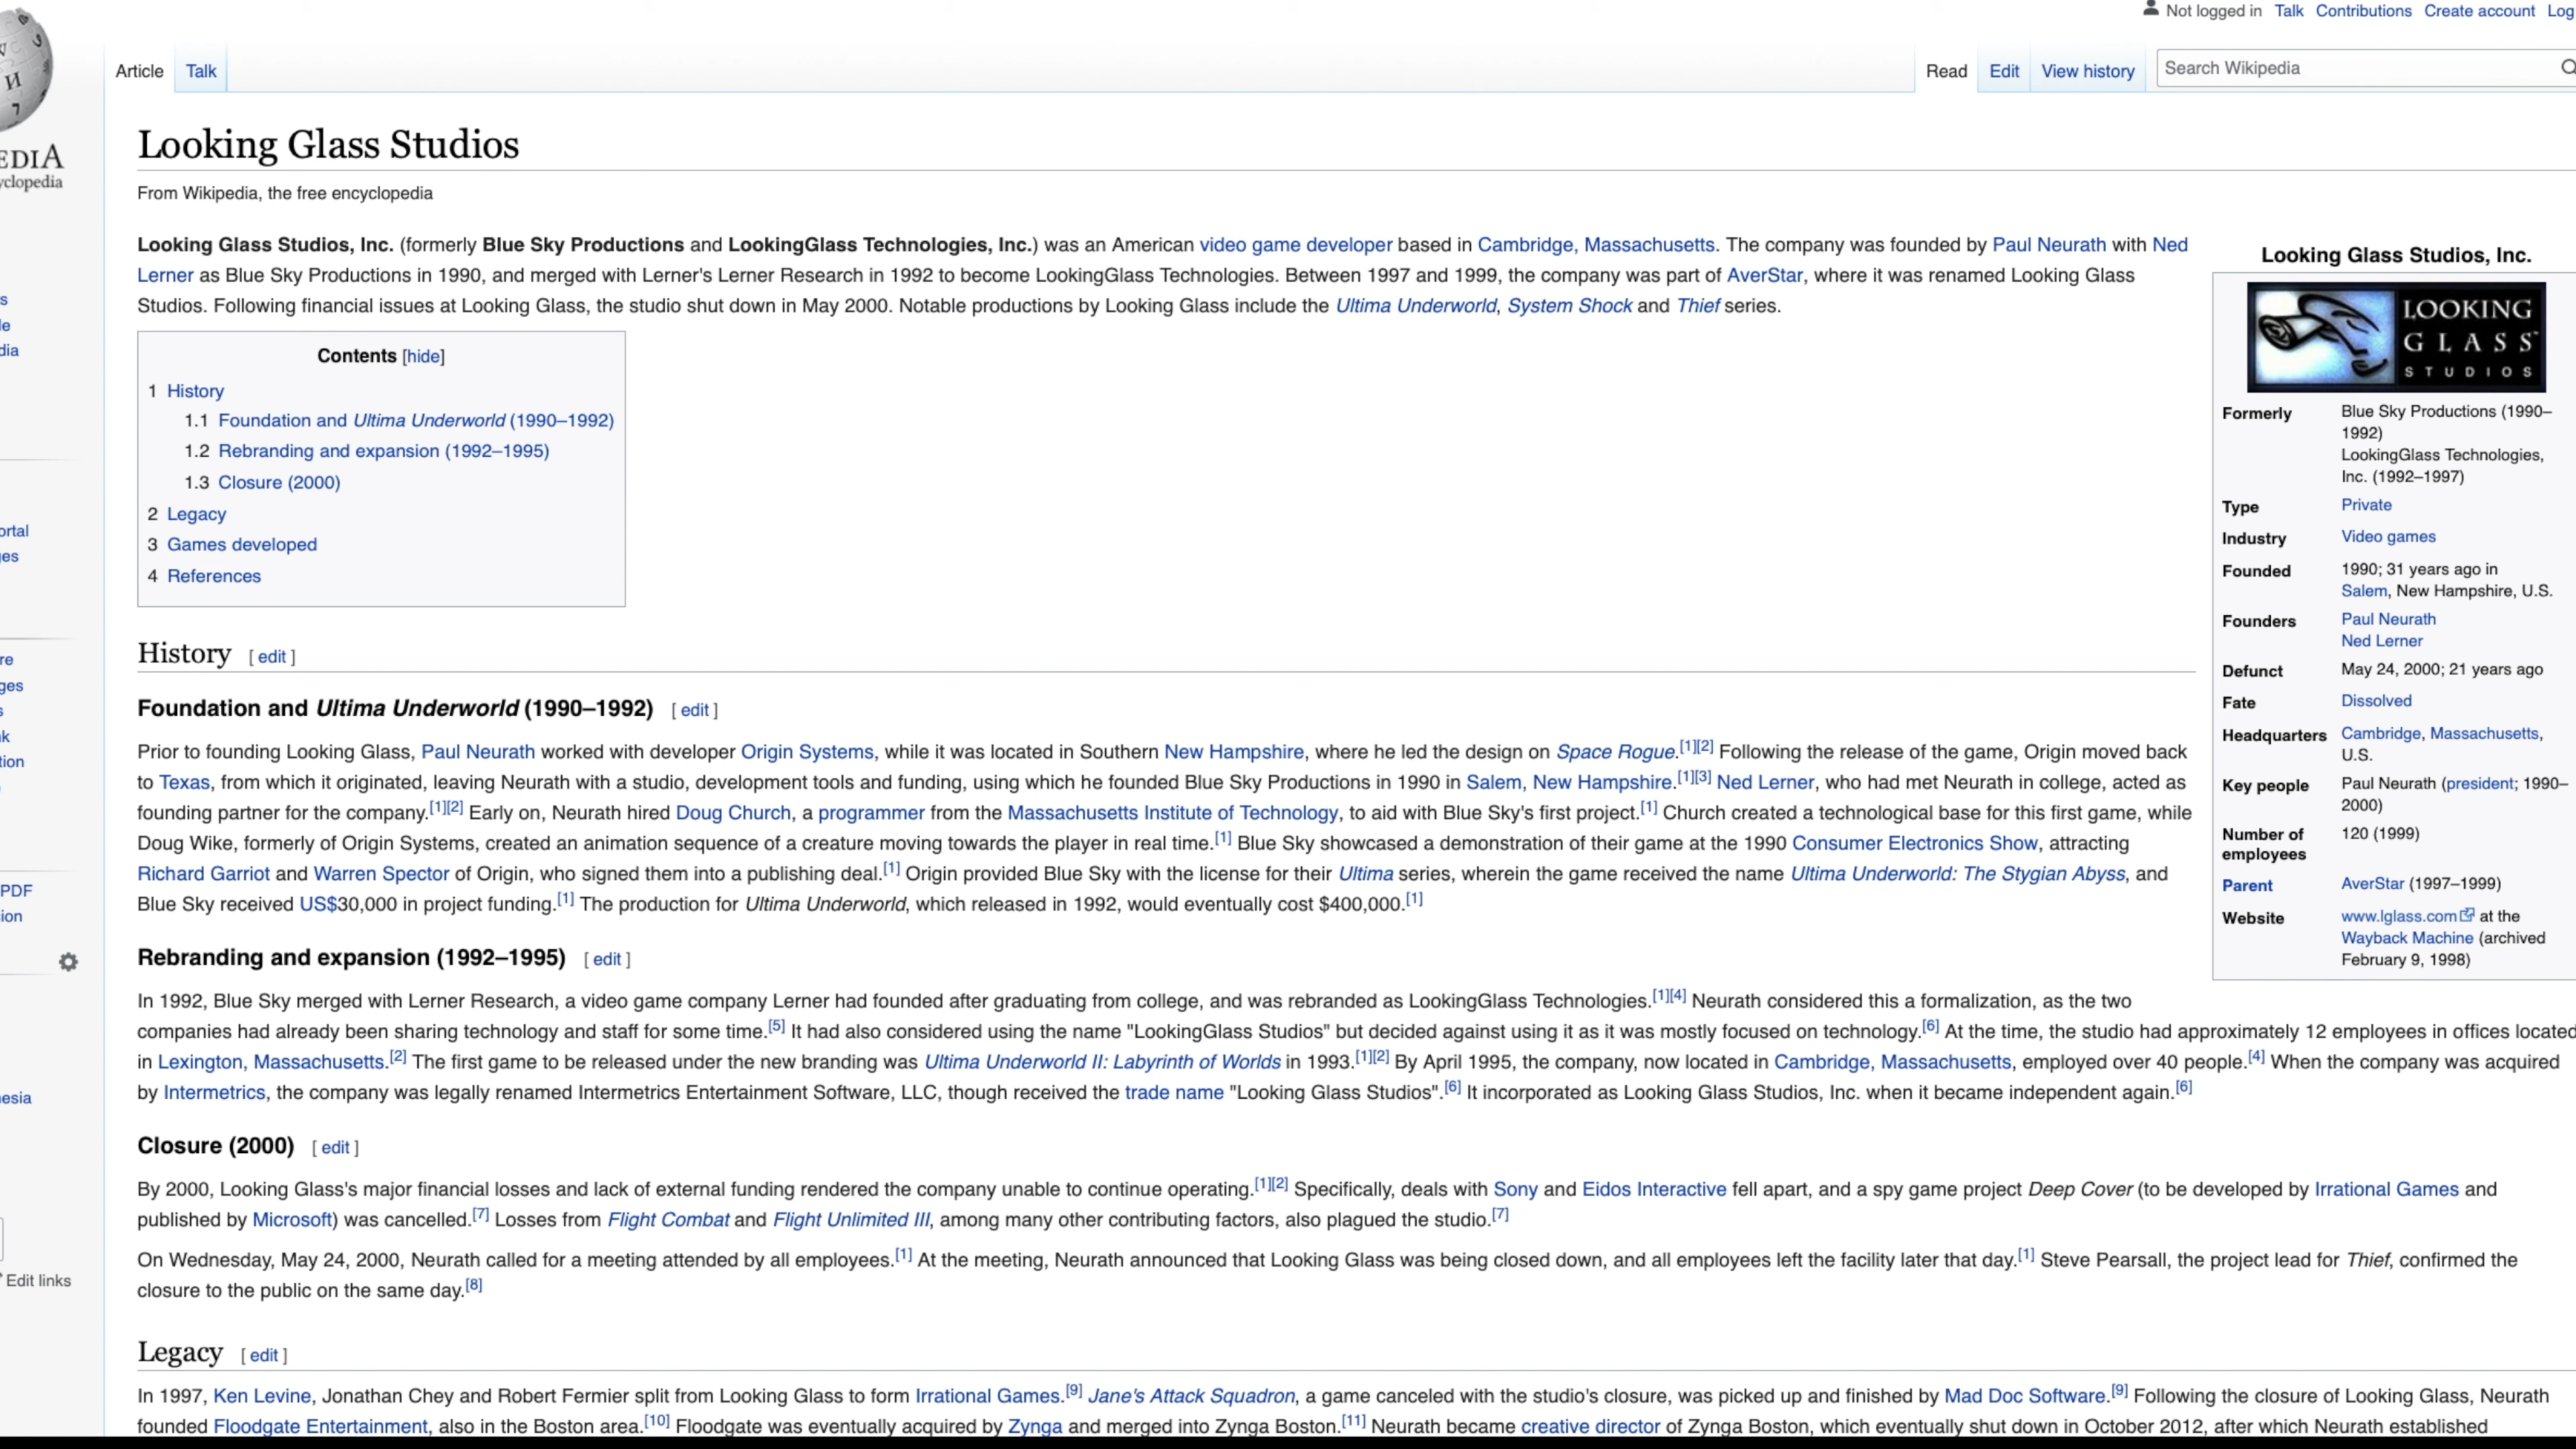 Not logged in Talk Contributions Create account Log
Article Talk
Read Edit View history
Search Wikipedia
EDIA
yclopedia
Looking Glass Studios
From Wikipedia, the free encyclopedia
Looking Glass Studios, Inc. (formerly Blue Sky Productions and LookingGlass Technologies, Inc.) was an American video game developer based in Cambridge, Massachusetts. The company was founded by Paul Neurath with Ned
Lerner as Blue Sky Productions in 1990, and merged with Lerner's Lerner Research in 1992 to become LookingGlass Technologies. Between 1997 and 1999, the company was part of AverStar, where it was renamed Looking Glass
Studios. Following financial issues at Looking Glass, the studio shut down in May 2000. Notable productions by Looking Glass include the Ultima Underworld, System Shock and Thief series.
Contents [hide]
1 History
1.1 Foundation and Ultima Underworld (1990–1992)
1.2 Rebranding and expansion (1992–1995)
1.3 Closure (2000)
2 Legacy
3 Games developed
4 References
Looking Glass Studios, Inc.
LOOKING
GLASS™
STUDIOS
Formerly Blue Sky Productions (1990–
1992)
LookingGlass Technologies,
Inc. (1992–1997)
Type Private
Industry Video games
Founded 1990; 31 years ago in
Salem, New Hampshire, U.S.
Founders Paul Neurath
Ned Lerner
Defunct May 24, 2000; 21 years ago
Fate Dissolved
Headquarters Cambridge, Massachusetts,
U.S.
Key people Paul Neurath (president; 1990–
2000)
Number of 120 (1999)
employees
Parent AverStar (1997–1999)
Website www.lglass.com at the
Wayback Machine (archived
February 9, 1998)
History [ edit ]
Foundation and Ultima Underworld (1990–1992) [ edit ]
Prior to founding Looking Glass, Paul Neurath worked with developer Origin Systems, while it was located in Southern New Hampshire, where he led the design on Space Rogue.[1][2] Following the release of the game, Origin moved back
to Texas, from which it originated, leaving Neurath with a studio, development tools and funding, using which he founded Blue Sky Productions in 1990 in Salem, New Hampshire.[1][3] Ned Lerner, who had met Neurath in college, acted as
founding partner for the company.[1][2] Early on, Neurath hired Doug Church, a programmer from the Massachusetts Institute of Technology, to aid with Blue Sky's first project.[1] Church created a technological base for this first game, while
Doug Wike, formerly of Origin Systems, created an animation sequence of a creature moving towards the player in real time.[1] Blue Sky showcased a demonstration of their game at the 1990 Consumer Electronics Show, attracting
Richard Garriot and Warren Spector of Origin, who signed them into a publishing deal.[1] Origin provided Blue Sky with the license for their Ultima series, wherein the game received the name Ultima Underworld: The Stygian Abyss, and
Blue Sky received US$30,000 in project funding.[1] The production for Ultima Underworld, which released in 1992, would eventually cost $400,000.[1]
Rebranding and expansion (1992–1995) [ edit ]
In 1992, Blue Sky merged with Lerner Research, a video game company Lerner had founded after graduating from college, and was rebranded as LookingGlass Technologies.[1][4] Neurath considered this a formalization, as the two
companies had already been sharing technology and staff for some time.[5] It had also considered using the name "LookingGlass Studios" but decided against using it as it was mostly focused on technology.[6] At the time, the studio had approximately 12 employees in offices located
in Lexington, Massachusetts.[2] The first game to be released under the new branding was Ultima Underworld II: Labyrinth of Worlds in 1993.[1][2] By April 1995, the company, now located in Cambridge, Massachusetts, employed over 40 people.[4] When the company was acquired
by Intermetrics, the company was legally renamed Intermetrics Entertainment Software, LLC, though received the trade name "Looking Glass Studios".[6] It incorporated as Looking Glass Studios, Inc. when it became independent again.[6]
Closure (2000) [ edit ]
By 2000, Looking Glass's major financial losses and lack of external funding rendered the company unable to continue operating.[1][2] Specifically, deals with Sony and Eidos Interactive fell apart, and a spy game project Deep Cover (to be developed by Irrational Games and
published by Microsoft) was cancelled.[7] Losses from Flight Combat and Flight Unlimited III, among many other contributing factors, also plagued the studio.[7]
On Wednesday, May 24, 2000, Neurath called for a meeting attended by all employees.[1] At the meeting, Neurath announced that Looking Glass was being closed down, and all employees left the facility later that day.[1] Steve Pearsall, the project lead for Thief, confirmed the
closure to the public on the same day.[8]
Legacy [ edit ]
In 1997, Ken Levine, Jonathan Chey and Robert Fermier split from Looking Glass to form Irrational Games.[9] Jane's Attack Squadron, a game canceled with the studio's closure, was picked up and finished by Mad Doc Software.[9] Following the closure of Looking Glass, Neurath
founded Floodgate Entertainment, also in the Boston area.[10] Floodgate was eventually acquired by Zynga and merged into Zynga Boston.[11] Neurath became creative director of Zynga Boston, which eventually shut down in October 2012, after which Neurath established
s
le
dia
ortal
es
re
ges
s
k
tion
PDF
ion
esia
Edit links